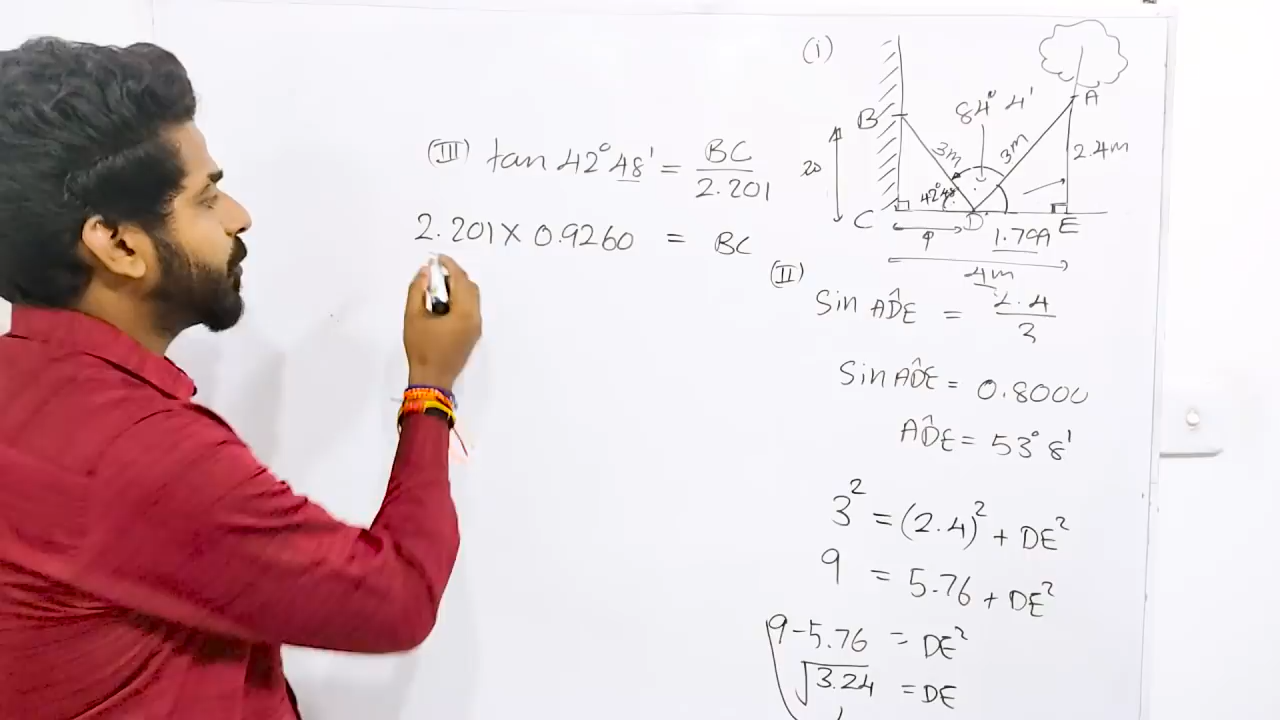 (III) tan 42° 48' = BC / 2.201
2.201 × 0.9260 = BC
(i)
A
B
84° 4'
3m
3m
2.4m
20
42°48'
C
D
E
1.799
4m
(II)
Sin AD̂E = 2.4 / 3
Sin AD̂E = 0.8000
AD̂E = 53° 8'
3² = (2.4)² + DE²
9 = 5.76 + DE²
9 - 5.76 = DE²
√3.24 = DE